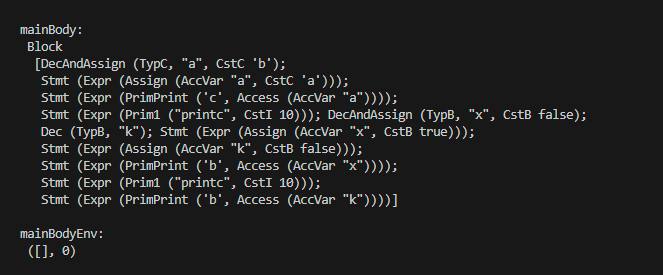 mainBody:
Block
[DecAndAssign (TypC, "a", CstC 'b');
Stmt (Expr (Assign (AccVar "a", CstC 'a')));
Stmt (Expr (PrimPrint ('c', Access (AccVar "a"))));
Stmt (Expr (Prim1 ("printc", CstI 10))); DecAndAssign (TypB, "x", CstB false);
Dec (TypB, "k"); Stmt (Expr (Assign (AccVar "x", CstB true)));
Stmt (Expr (Assign (AccVar "k", CstB false)));
Stmt (Expr (PrimPrint ('b', Access (AccVar "x"))));
Stmt (Expr (Prim1 ("printc", CstI 10)));
Stmt (Expr (PrimPrint ('b', Access (AccVar "k"))))]
mainBodyEnv:
([], 0)